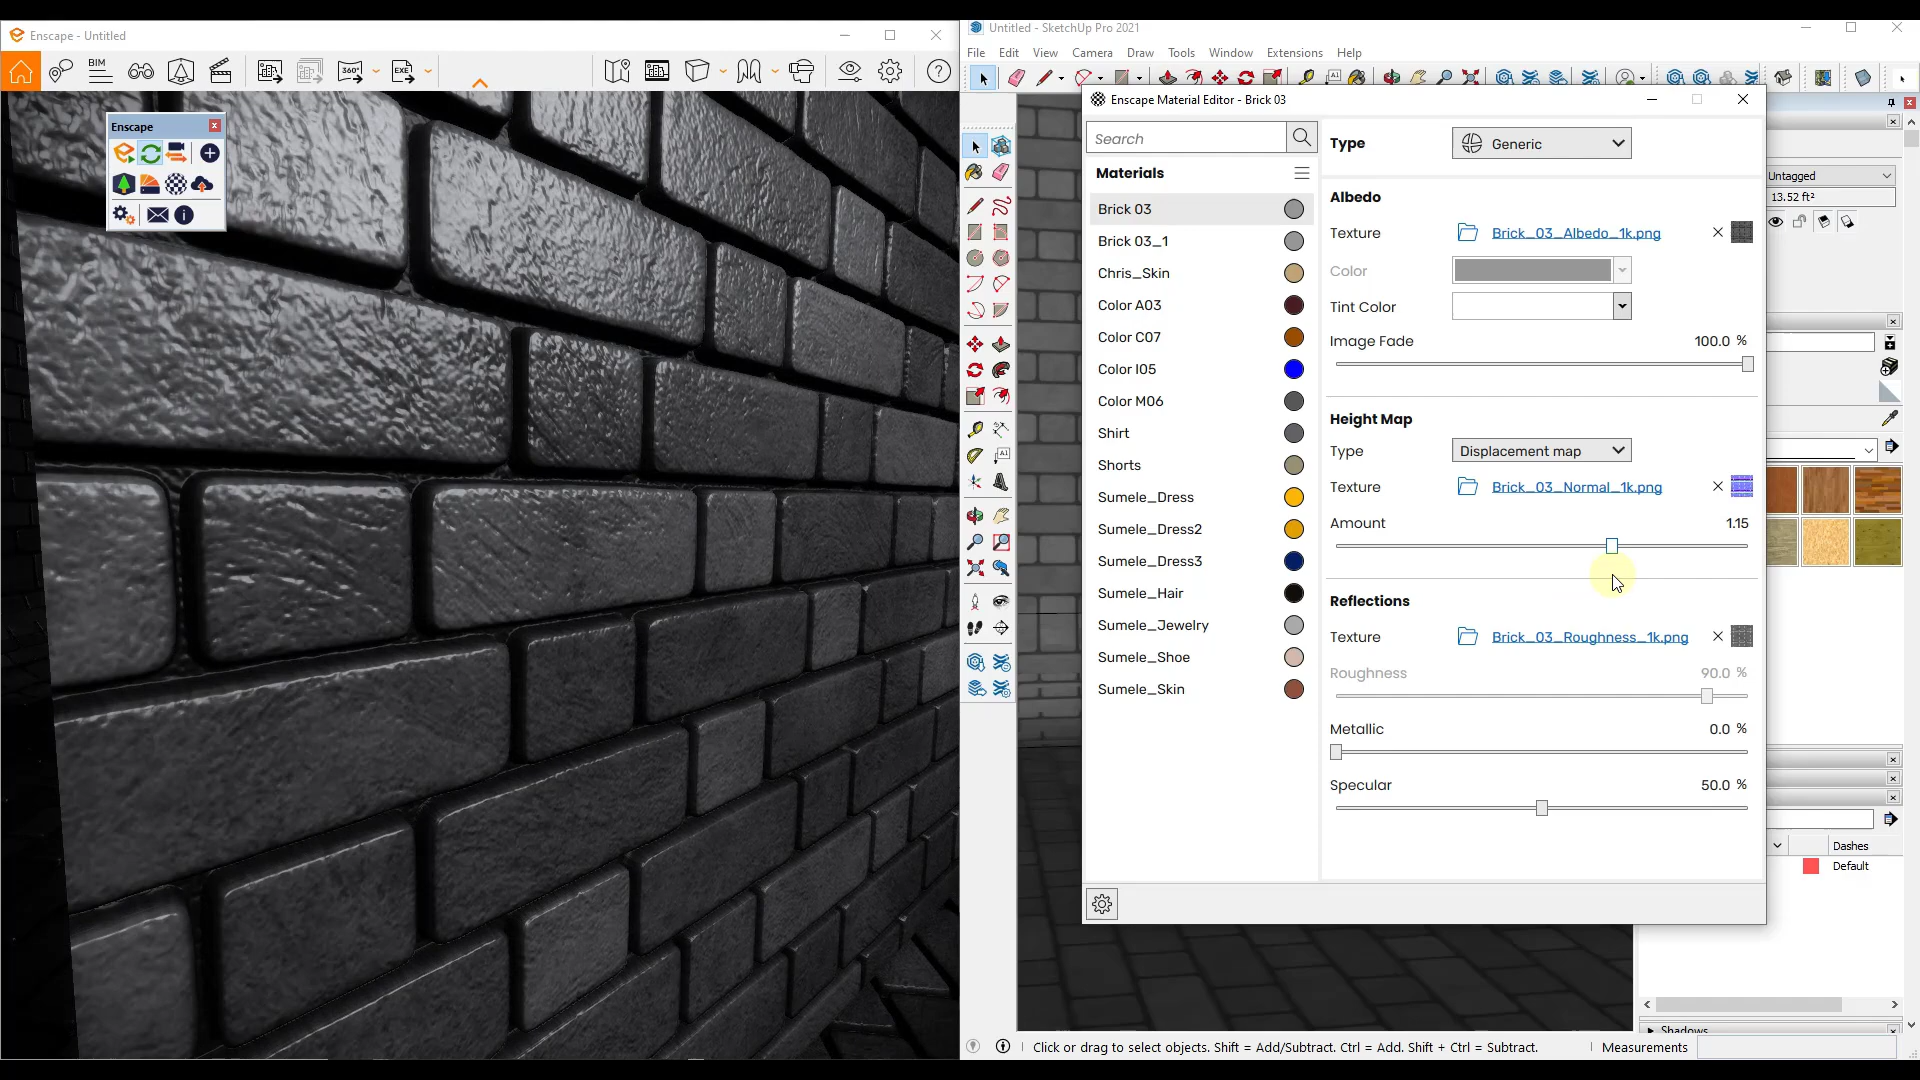 Enscape - Untitled
BIM
360°
EXE
Enscape
Untitled - SketchUp Pro 2021
File Edit View Camera Draw Tools Window Extensions Help
Enscape Material Editor - Brick 03
Search
Materials
Brick 03
Brick 03_1
Chris_Skin
Color A03
Color C07
Color I05
Color M06
Shirt
Shorts
Sumele_Dress
Sumele_Dress2
Sumele_Dress3
Sumele_Hair
Sumele_Jewelry
Sumele_Shoe
Sumele_Skin
Type Generic
Albedo
Texture Brick_03_Albedo_1k.png
Color
Tint Color
Image Fade 100.0 %
Height Map
Type Displacement map
Texture Brick_03_Normal_1k.png
Amount 1.15
Reflections
Texture Brick_03_Roughness_1k.png
Roughness 90.0 %
Metallic 0.0 %
Specular 50.0 %
Untagged
13.52 ft²
Dashes
Default
Shadows
Click or drag to select objects. Shift = Add/Subtract. Ctrl = Add. Shift + Ctrl = Subtract.
Measurements